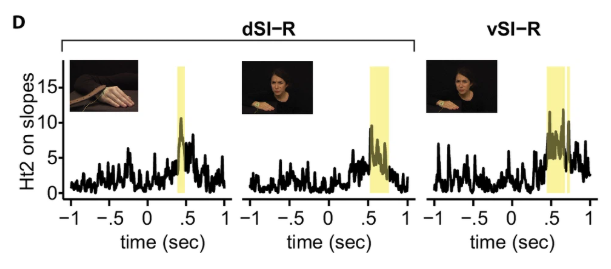 D
dSI−R
vSI−R
Ht2 on slopes
15
10
5
0
−1 −.5 0 .5 1
−1 −.5 0 .5 1
−1 −.5 0 .5 1
time (sec)
time (sec)
time (sec)